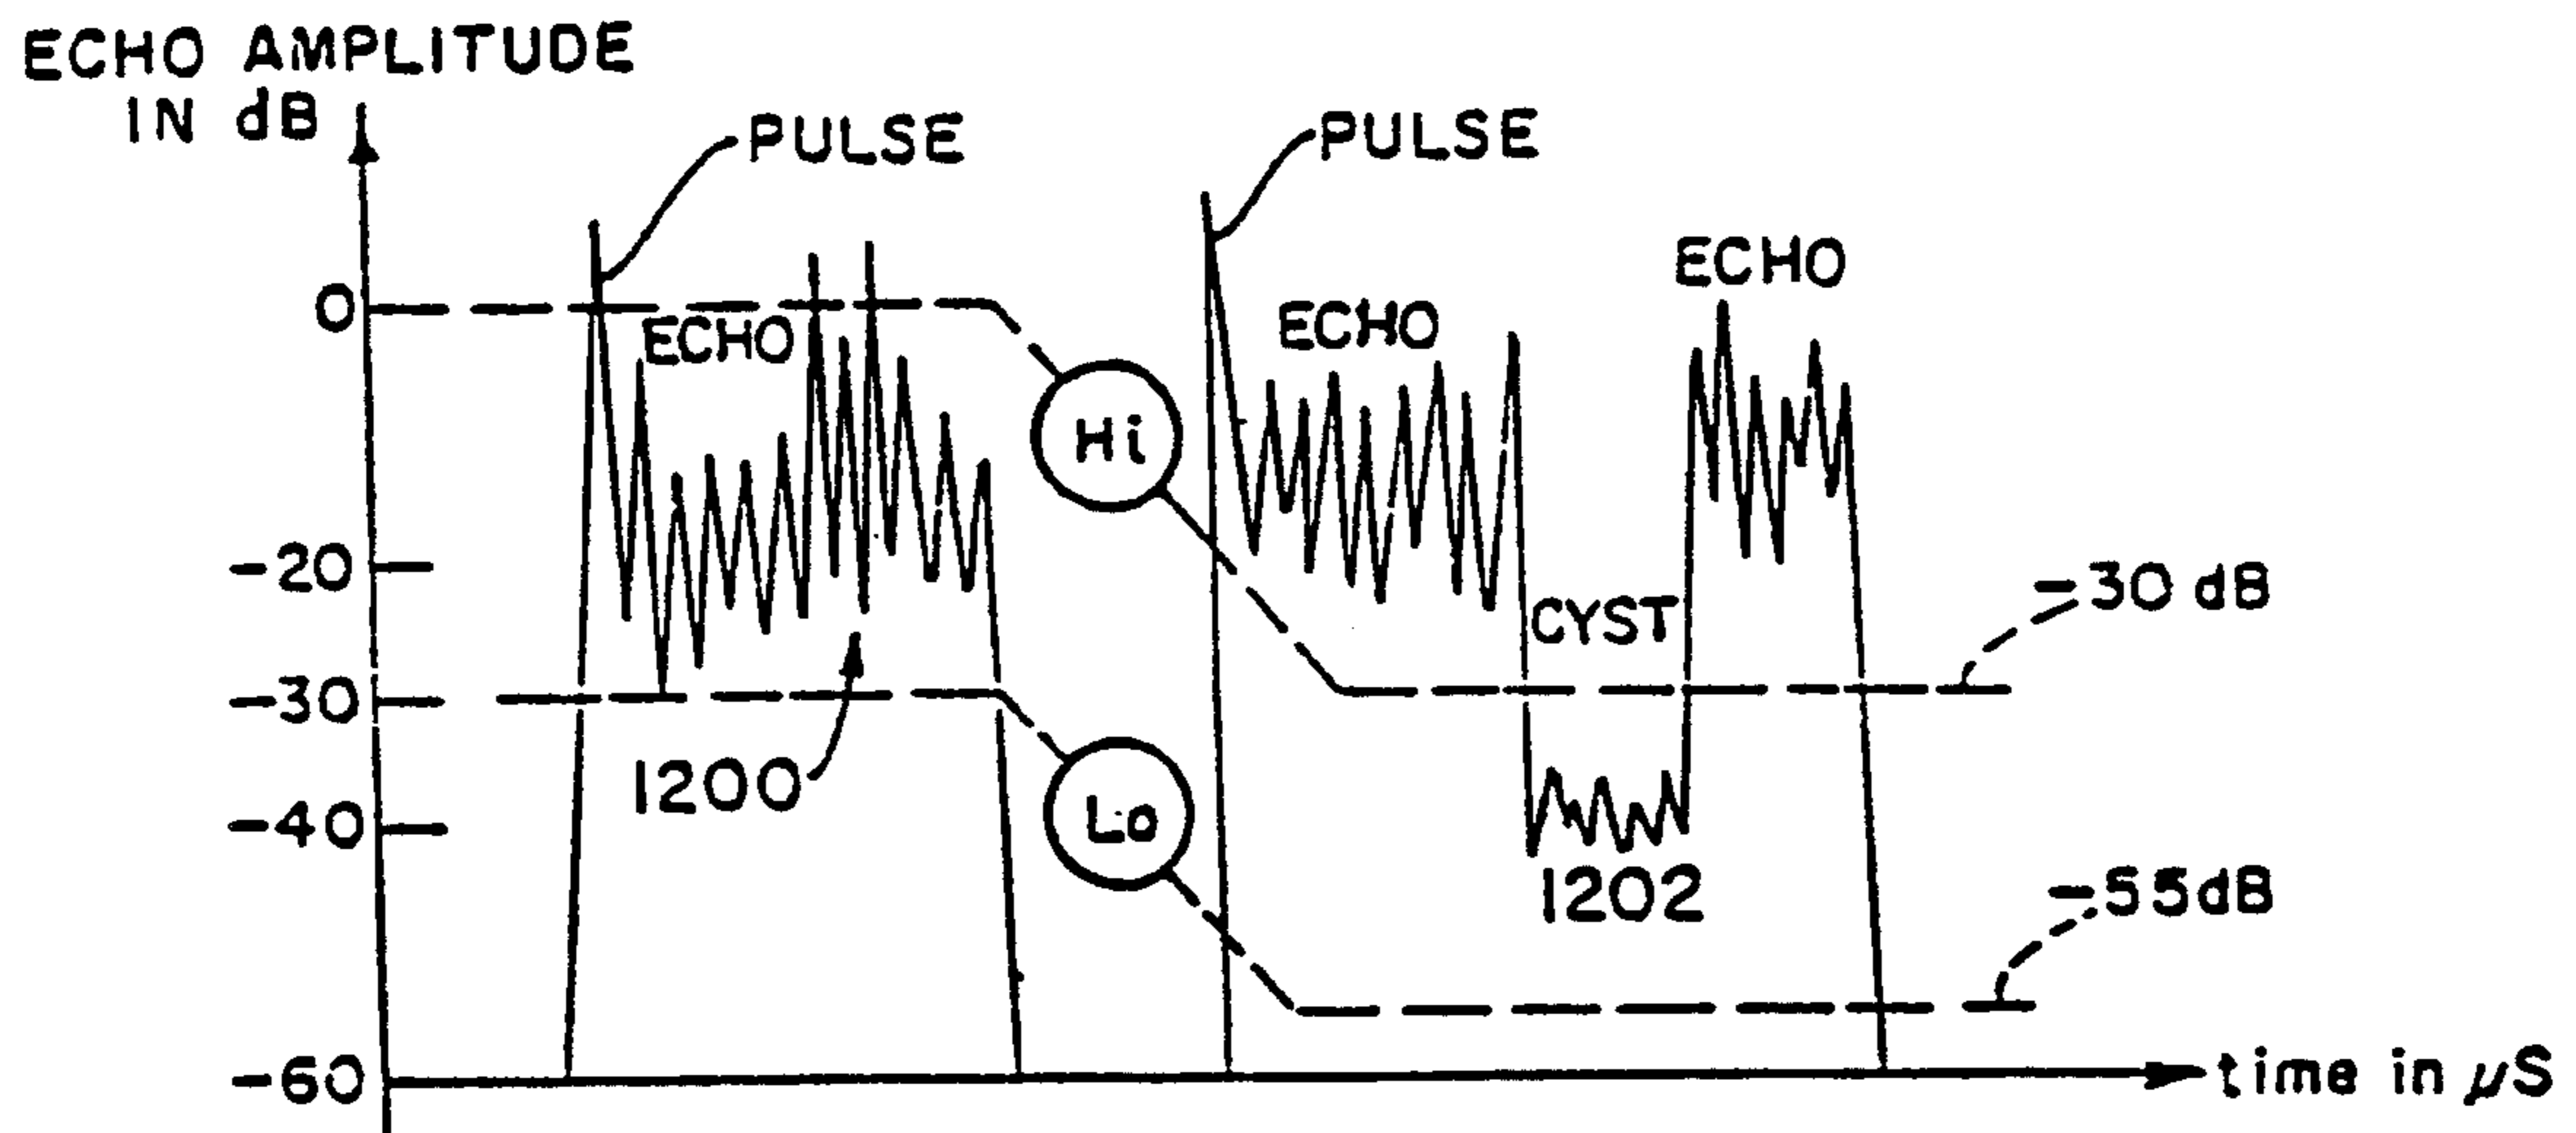 ECHO AMPLITUDE
IN dB
PULSE
PULSE
ECHO
ECHO
ECHO
0
Hi
-20
-30 dB
CYST
-30
1200
Lo
-40
1202
-55dB
-60
time in μS